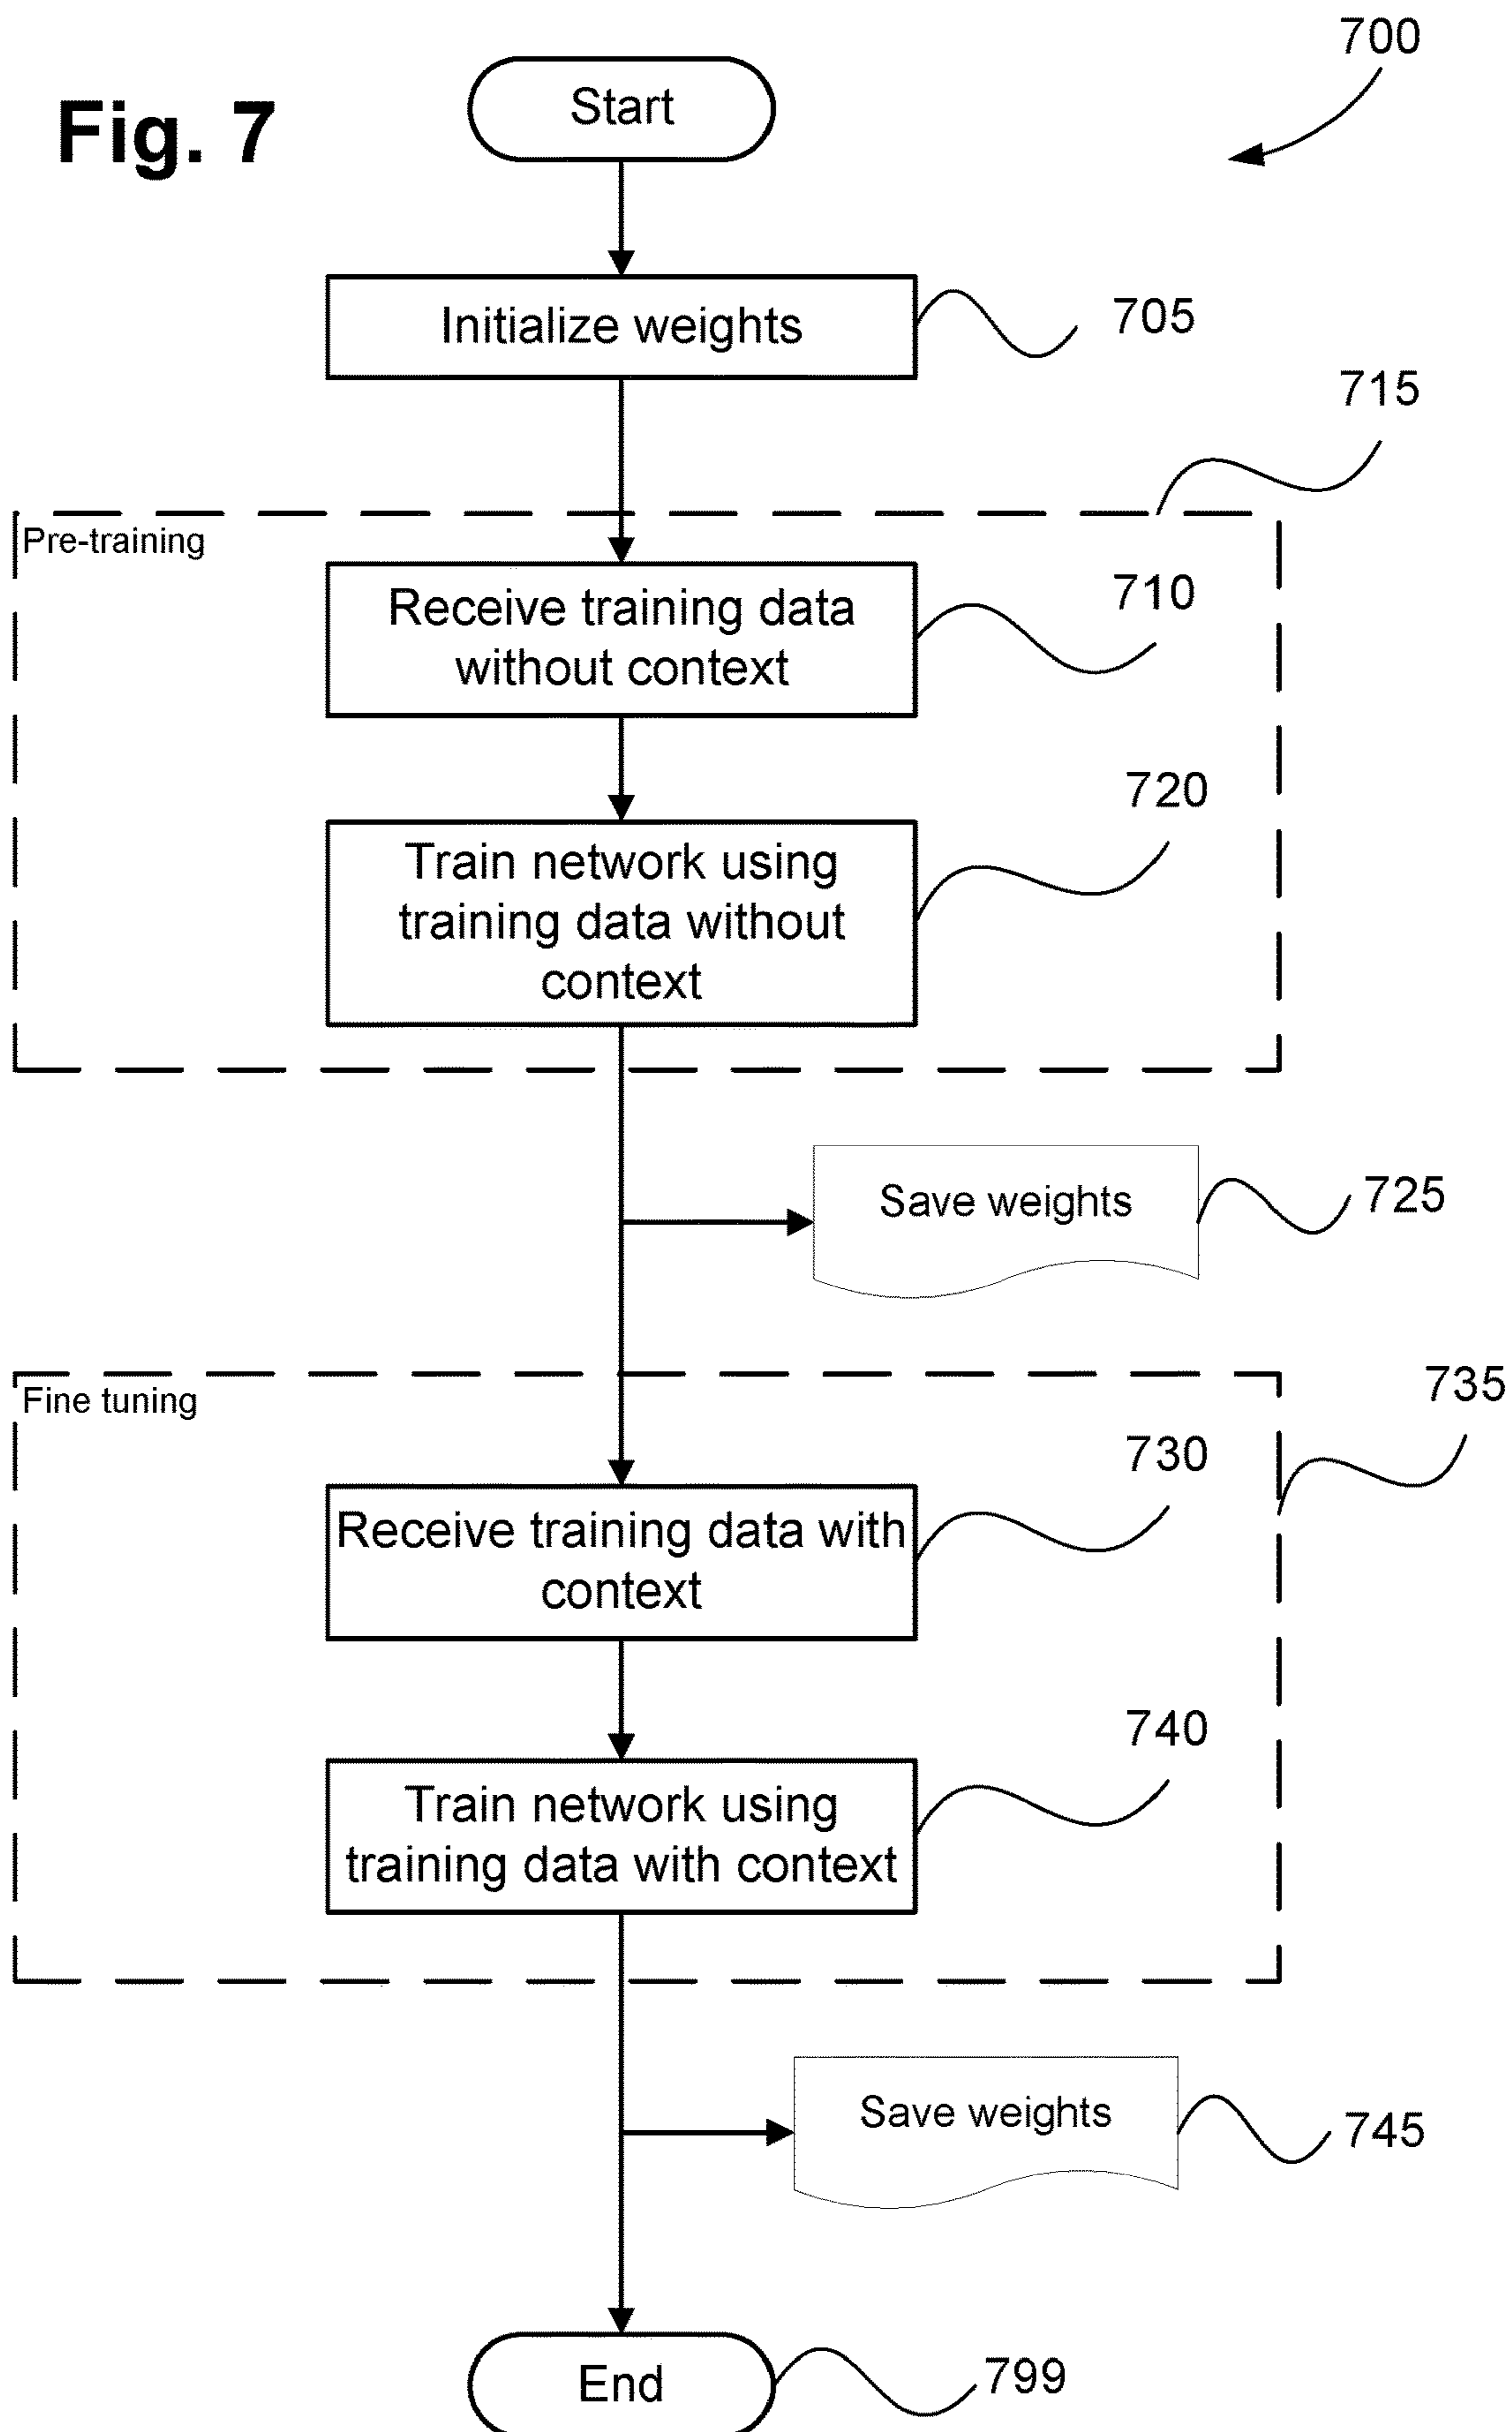 700
Fig. 7
Start
Initialize weights
705
715
Pre-training
Receive training data
without context
710
720
Train network using
training data without
context
Save weights
725
Fine tuning
735
730
Receive training data with
context
740
Train network using
training data with context
Save weights
745
End
799